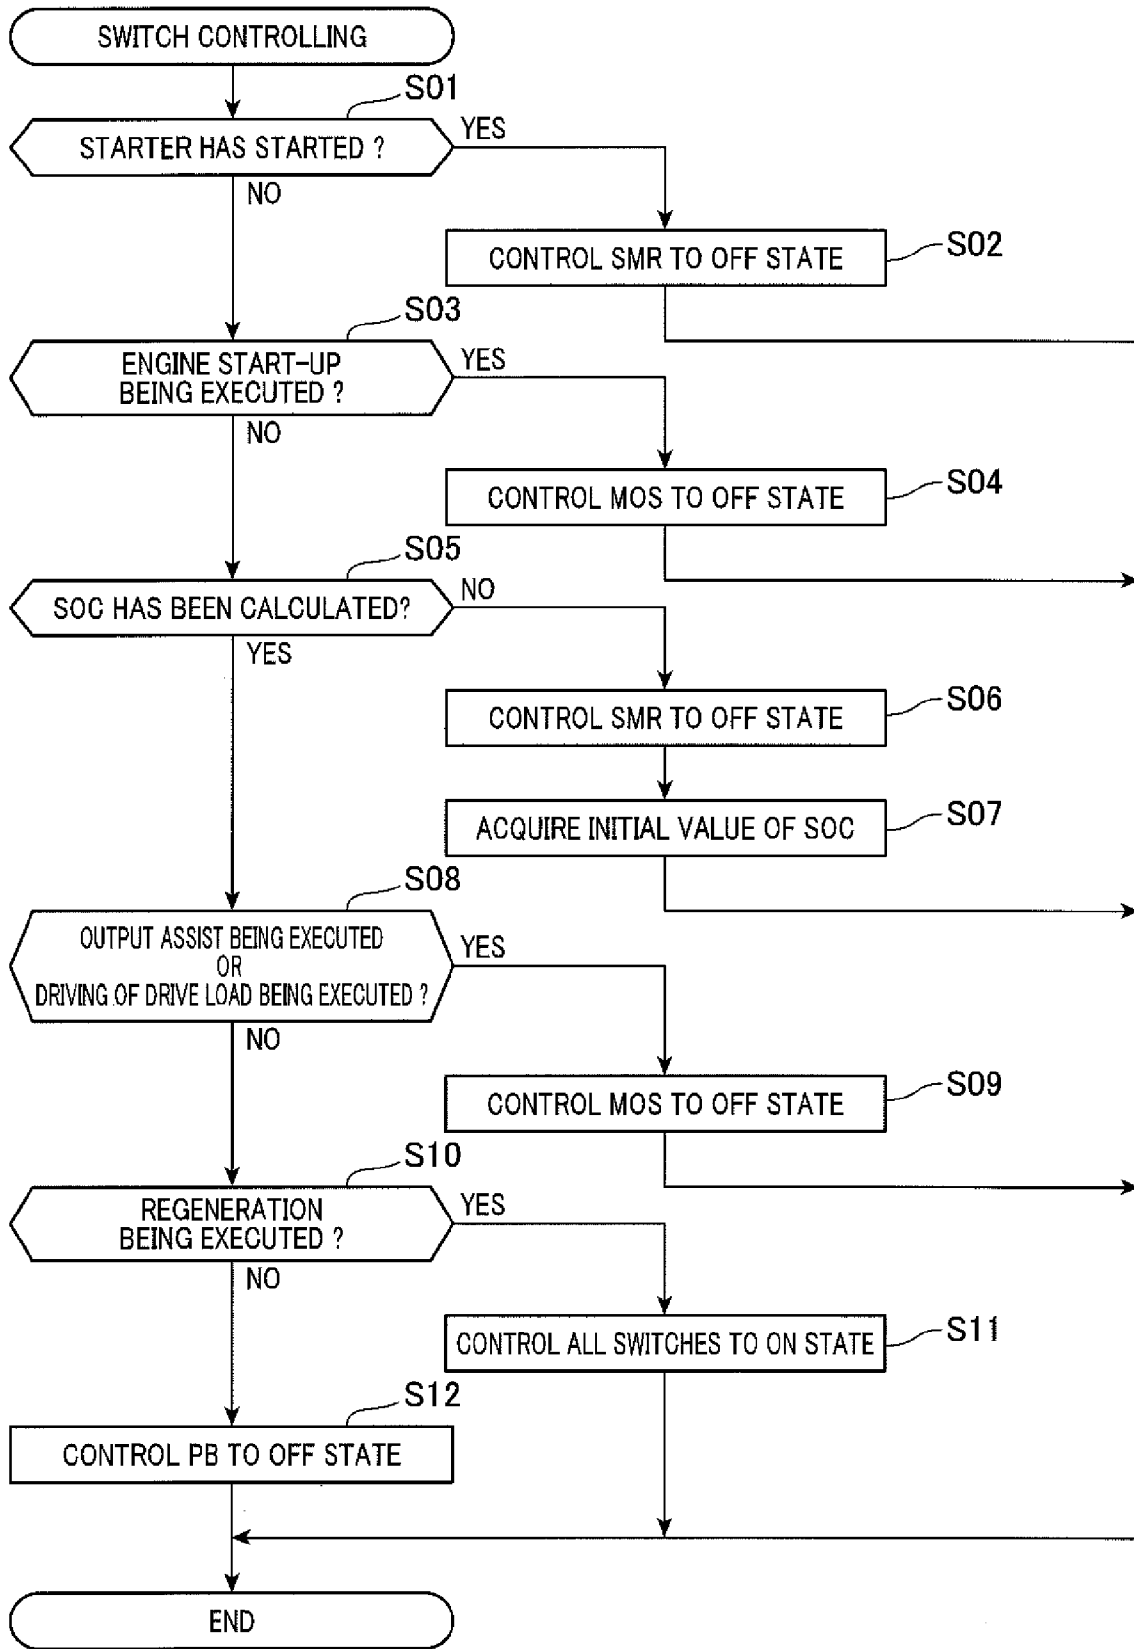 SWITCH CONTROLLING
S01
STARTER HAS STARTED ?
YES
NO
CONTROL SMR TO OFF STATE
S02
S03
ENGINE START-UP
BEING EXECUTED ?
YES
NO
CONTROL MOS TO OFF STATE
S04
S05
SOC HAS BEEN CALCULATED?
NO
YES
CONTROL SMR TO OFF STATE
S06
ACQUIRE INITIAL VALUE OF SOC
S07
S08
OUTPUT ASSIST BEING EXECUTED
OR
DRIVING OF DRIVE LOAD BEING EXECUTED ?
YES
NO
CONTROL MOS TO OFF STATE
S09
S10
REGENERATION
BEING EXECUTED ?
YES
NO
CONTROL ALL SWITCHES TO ON STATE
S11
S12
CONTROL PB TO OFF STATE
END